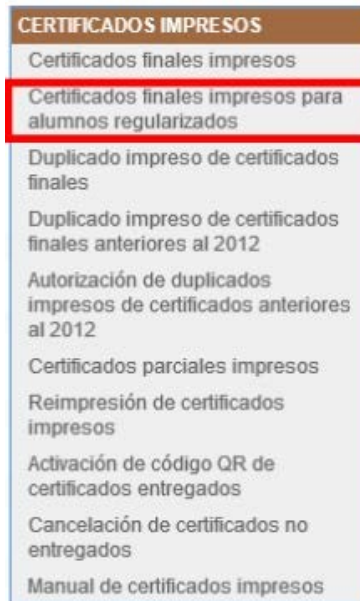 CERTIFICADOS IMPRESOS
Certificados finales impresos
Certificados finales impresos para
alumnos regularizados
Duplicado impreso de certificados
finales
Duplicado impreso de certificados
finales anteriores al 2012
Autorización de duplicados
impresos de certificados anteriores
al 2012
Certificados parciales impresos
Reimpresión de certificados
impresos
Activación de código QR de
certificados entregados
Cancelación de certificados no
entregados
Manual de certificados impresos